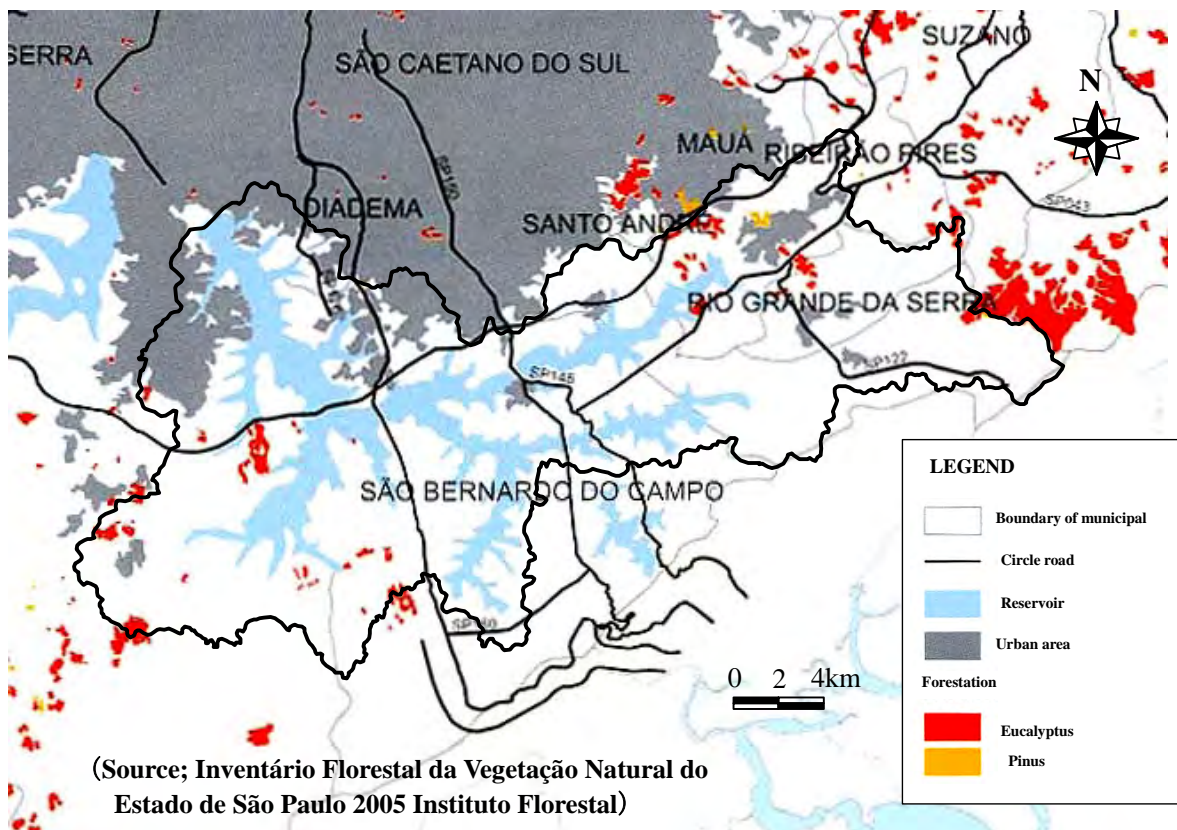 SERRA
SÃO CAETANO DO SUL
SUZANO
N
MAUÁ
RIBEIRÃO PIRES
SP150
SP043
DIADEMA
SANTO ANDRÉ
RIO GRANDE DA SERRA
SP122
SP148
SÃO BERNARDO DO CAMPO
LEGEND
Boundary of municipal
Circle road
Reservoir
Urban area
Forestation
Eucalyptus
Pinus
0 2 4km
(Source; Inventário Florestal da Vegetação Natural do
Estado de São Paulo 2005 Instituto Florestal)